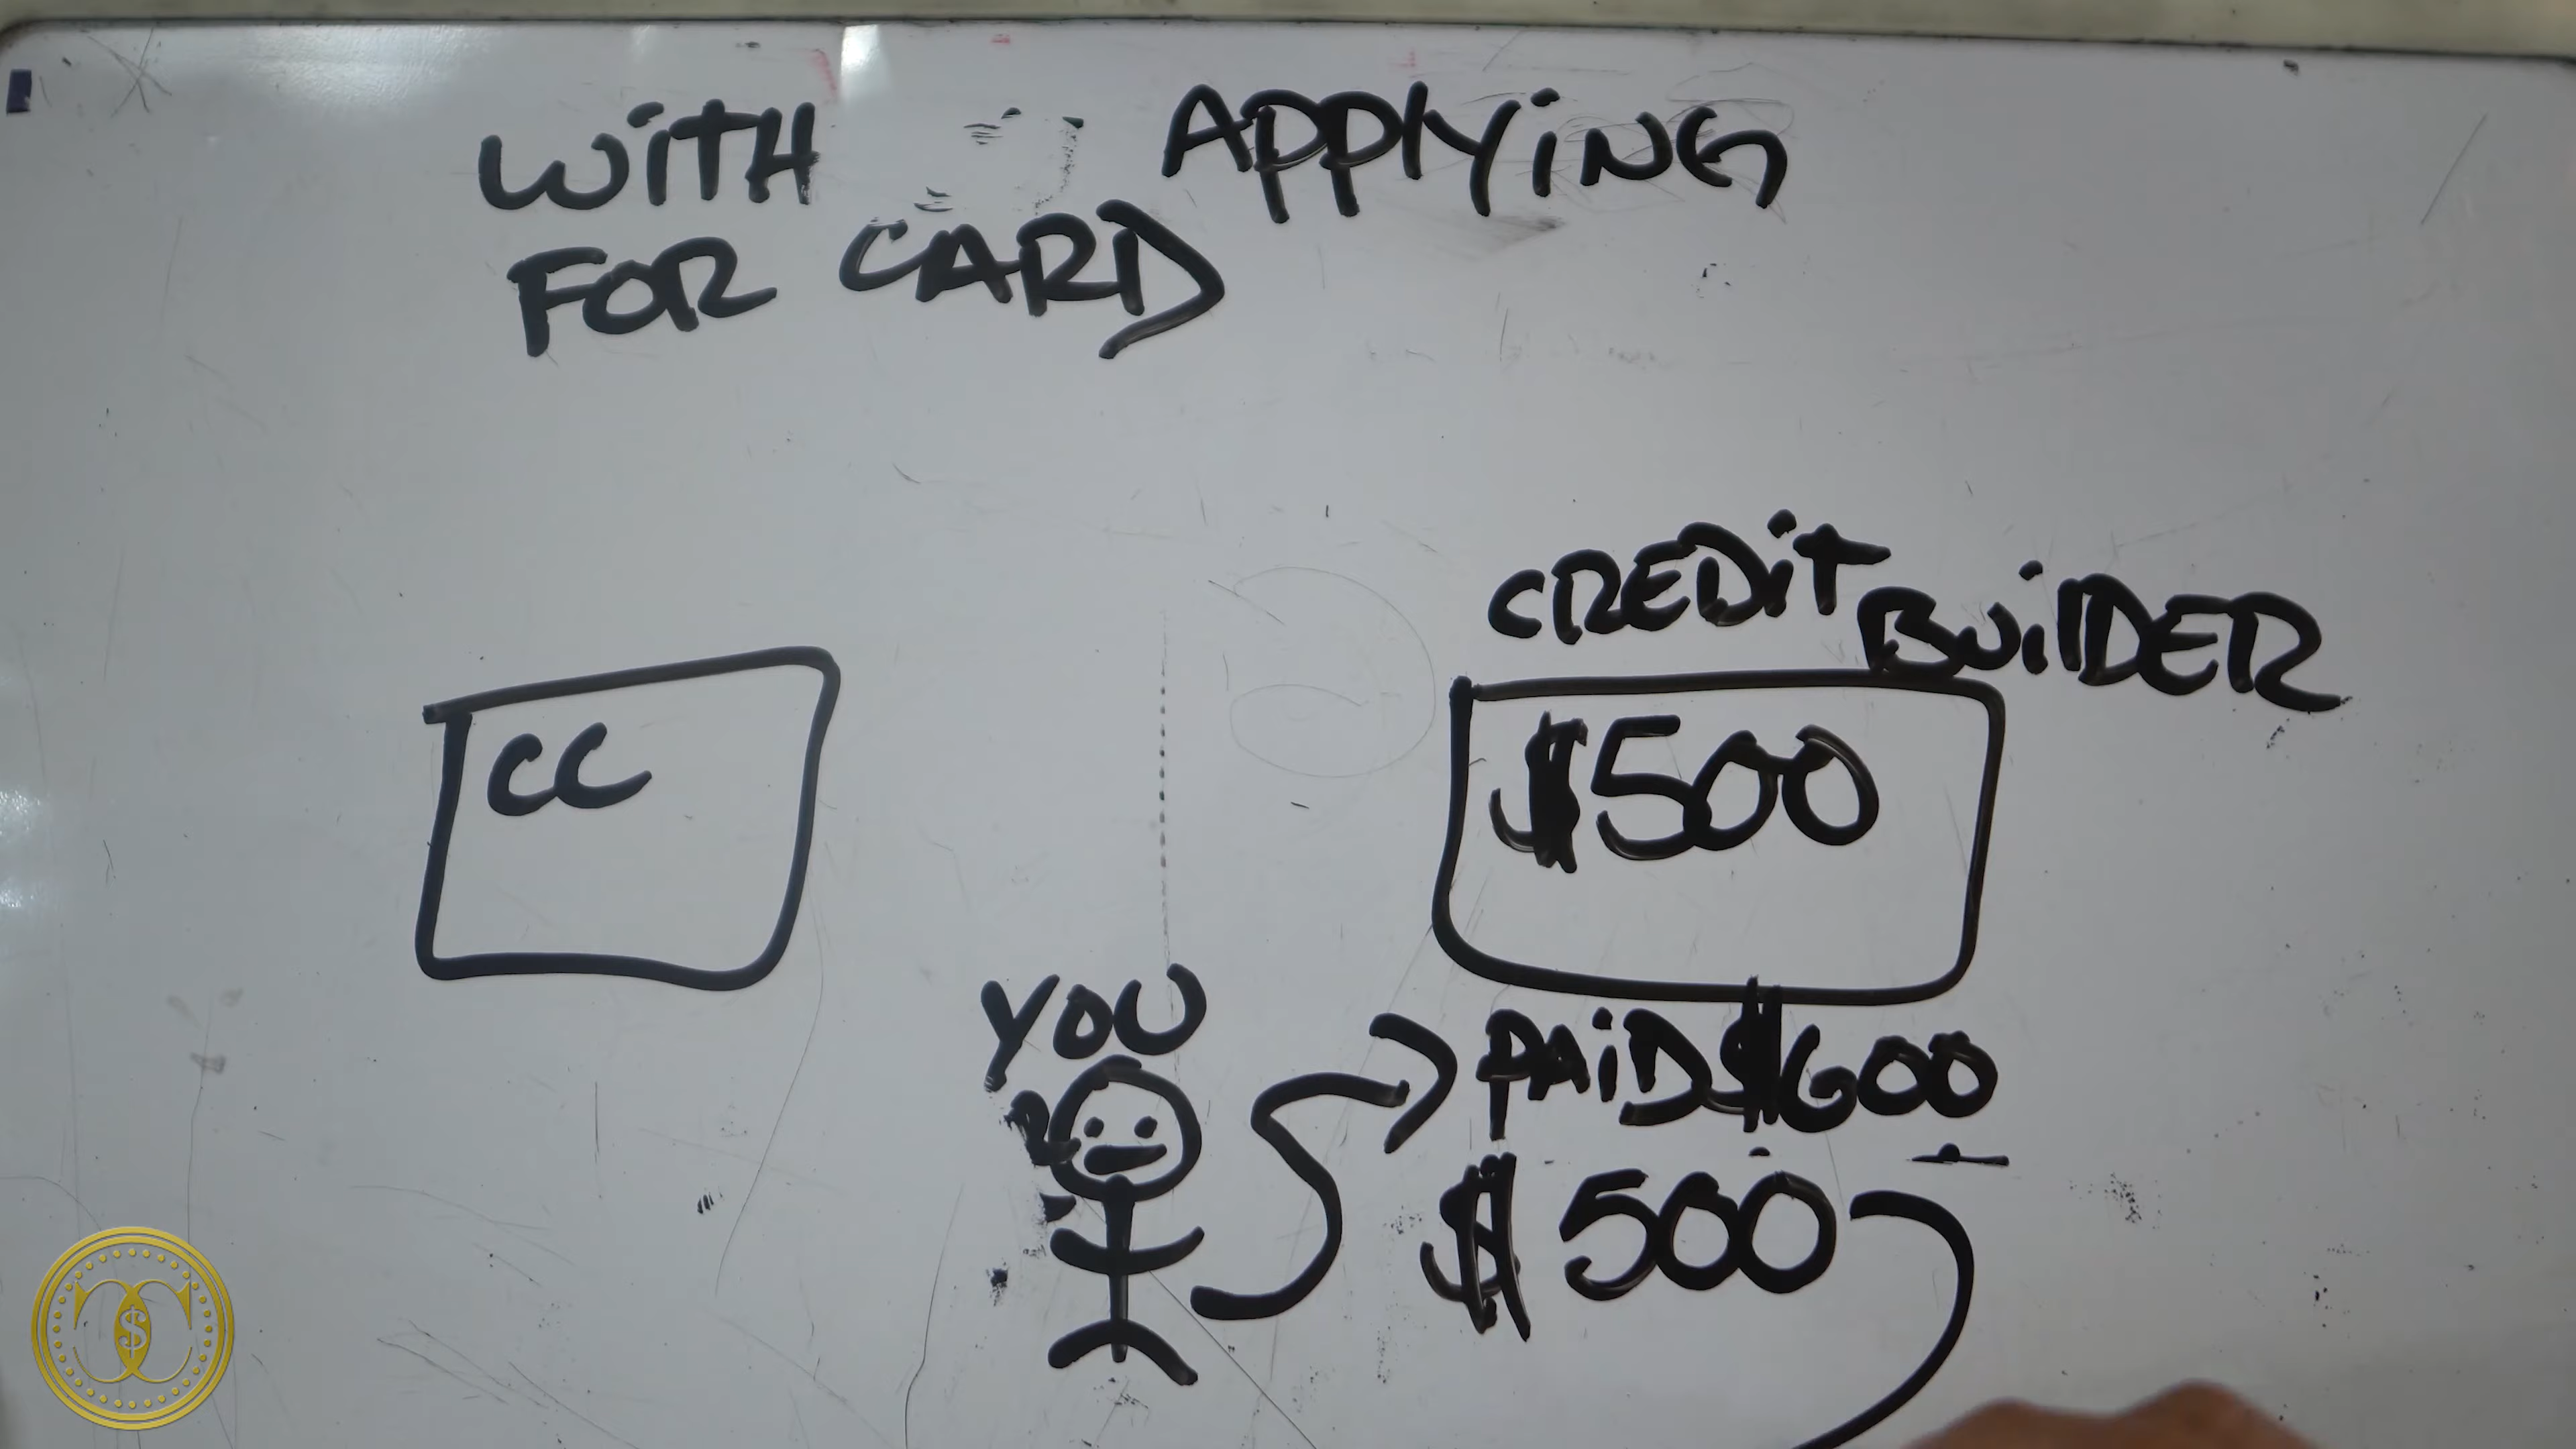 WiTH APPLYiNG
FOR CARD
CREDiT
BUilDER
CC
$500
YOU
PAiD $600
$500